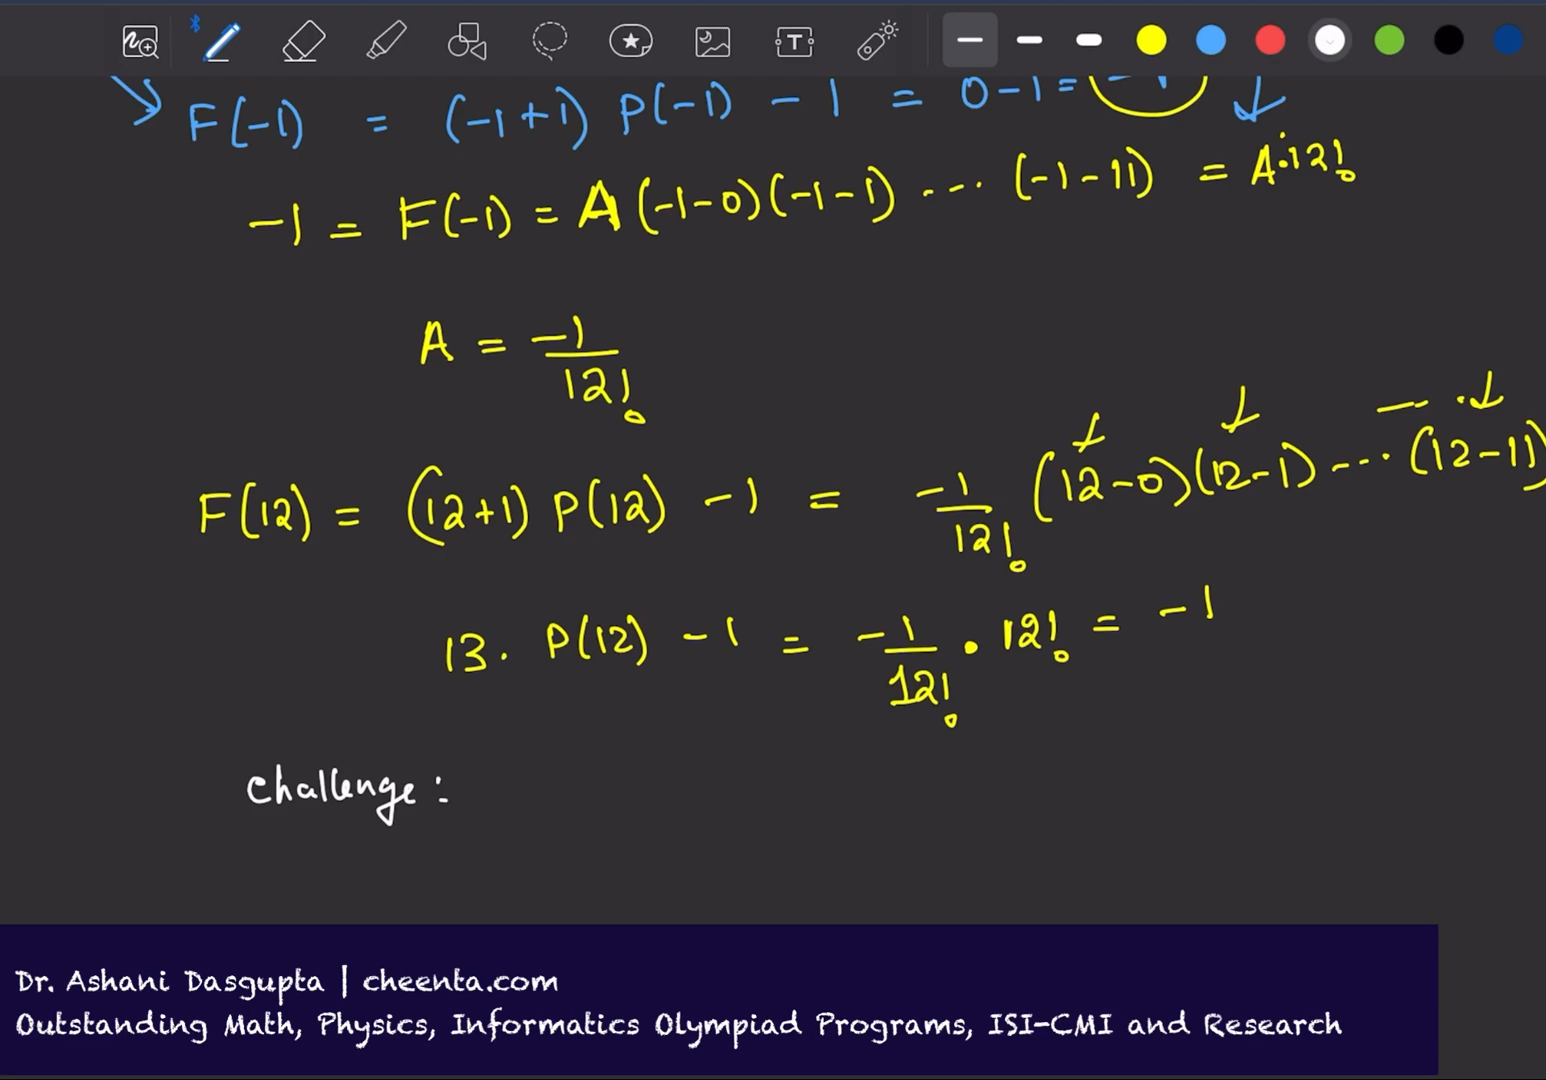 F(-1) = (-1+1) P(-1) - 1 = 0-1 = -1
-1 = F(-1) = A(-1-0)(-1-1) ... (-1-11) = A·12!
A = -1/12!
F(12) = (12+1) P(12) - 1 = -1/12! (12-0)(12-1)---(12-11)
13. P(12) - 1 = -1/12! · 12! = -1
challenge:
Dr. Ashani Dasgupta | cheenta.com
Outstanding Math, Physics, Informatics Olympiad Programs, ISI-CMI and Research